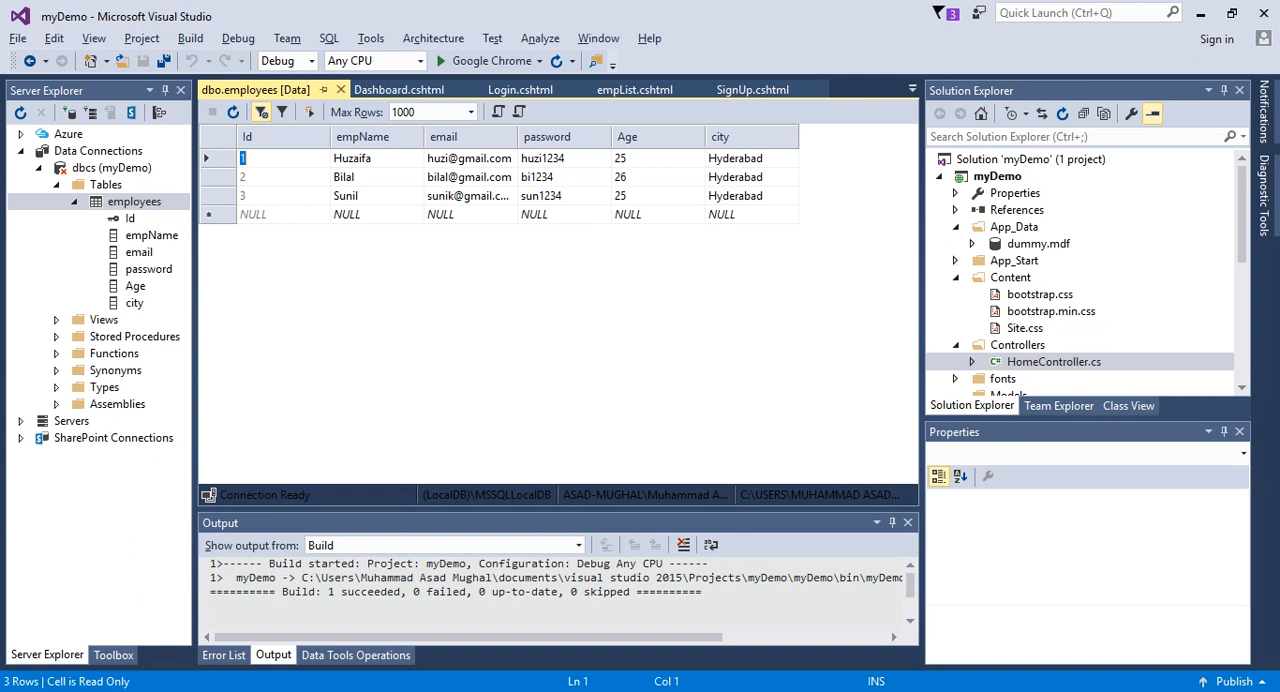 myDemo - Microsoft Visual Studio
3
Quick Launch (Ctrl+Q)
File Edit View Project Build Debug Team SQL Tools Architecture Test Analyze Window Help
Sign in
Debug Any CPU Google Chrome
Server Explorer
Azure
Data Connections
dbcs (myDemo)
Tables
employees
Id
empName
email
password
Age
city
Views
Stored Procedures
Functions
Synonyms
Types
Assemblies
Servers
SharePoint Connections
Server Explorer Toolbox
dbo.employees [Data] Dashboard.cshtml Login.cshtml empList.cshtml SignUp.cshtml
Max Rows: 1000
Id empName email password Age city
1 Huzaifa huzi@gmail.com huzi1234 25 Hyderabad
2 Bilal bilal@gmail.com bi1234 26 Hyderabad
3 Sunil sunik@gmail.c... sun1234 25 Hyderabad
NULL NULL NULL NULL NULL NULL
Connection Ready (LocalDB)\MSSQLLocalDB ASAD-MUGHAL\Muhammad A... C:\USERS\MUHAMMAD ASAD...
Output
Show output from: Build
1>------ Build started: Project: myDemo, Configuration: Debug Any CPU ------
1> myDemo -> C:\Users\Muhammad Asad Mughal\documents\visual studio 2015\Projects\myDemo\myDemo\bin\myDemo
========== Build: 1 succeeded, 0 failed, 0 up-to-date, 0 skipped ==========
Error List Output Data Tools Operations
Solution Explorer
Search Solution Explorer (Ctrl+;)
Solution 'myDemo' (1 project)
myDemo
Properties
References
App_Data
dummy.mdf
App_Start
Content
bootstrap.css
bootstrap.min.css
Site.css
Controllers
C# HomeController.cs
fonts
Models
Solution Explorer Team Explorer Class View
Properties
Notifications
Diagnostic Tools
3 Rows | Cell is Read Only Ln 1 Col 1 INS Publish